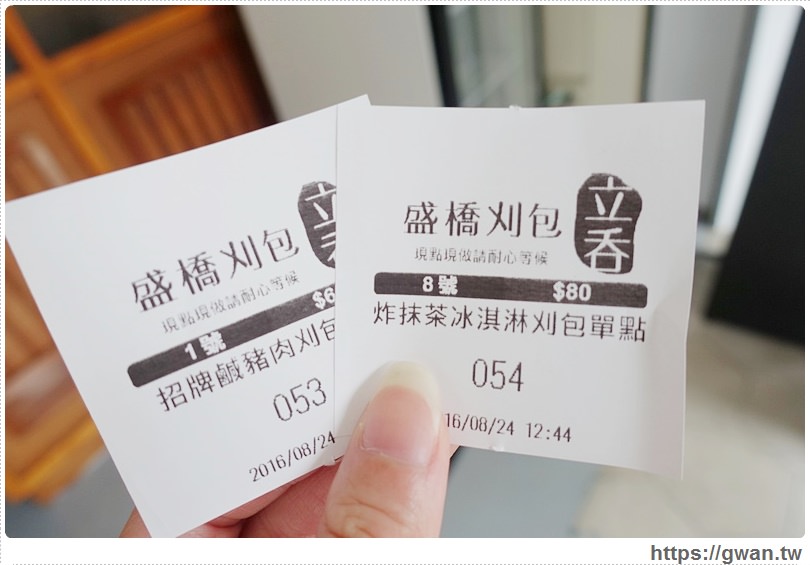 盛橋刈包
立
現點現做請耐心等候
1號 $6
招牌鹹豬肉刈包
053
2016/08/24
盛橋刈包
立吞
現點現做請耐心等候
8號 $80
炸抹茶冰淇淋刈包單點
054
16/08/24 12:44
https://gwan.tw